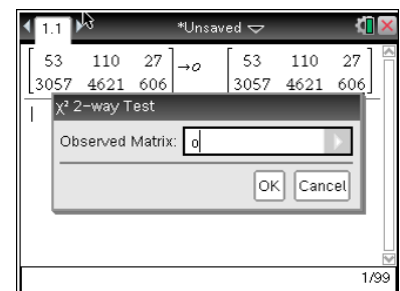 1.1 *Unsaved
[53 110 27 3057 4621 606] →o [53 110 27 3057 4621 606]
χ² 2-way Test
Observed Matrix: o
OK Cancel
1/99